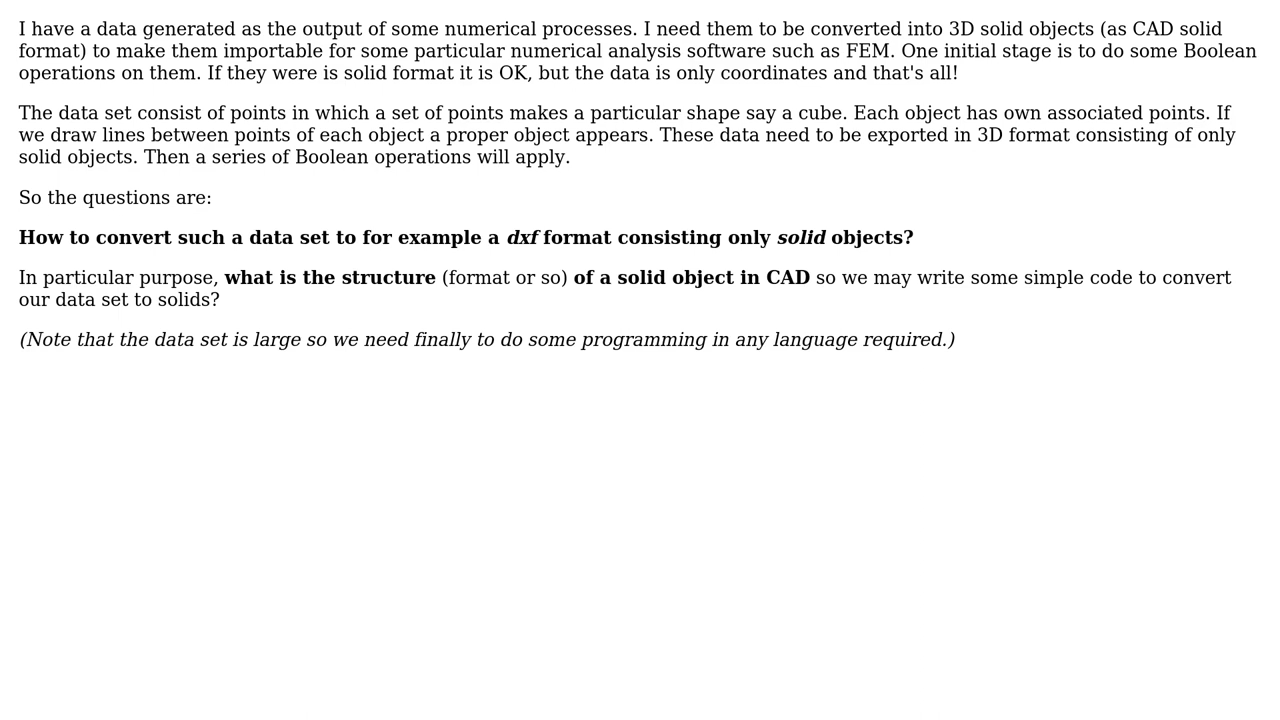 I have a data generated as the output of some numerical processes. I need them to be converted into 3D solid objects (as CAD solid
format) to make them importable for some particular numerical analysis software such as FEM. One initial stage is to do some Boolean
operations on them. If they were is solid format it is OK, but the data is only coordinates and that's all!
The data set consist of points in which a set of points makes a particular shape say a cube. Each object has own associated points. If
we draw lines between points of each object a proper object appears. These data need to be exported in 3D format consisting of only
solid objects. Then a series of Boolean operations will apply.
So the questions are:
How to convert such a data set to for example a dxf format consisting only solid objects?
In particular purpose, what is the structure (format or so) of a solid object in CAD so we may write some simple code to convert
our data set to solids?
(Note that the data set is large so we need finally to do some programming in any language required.)